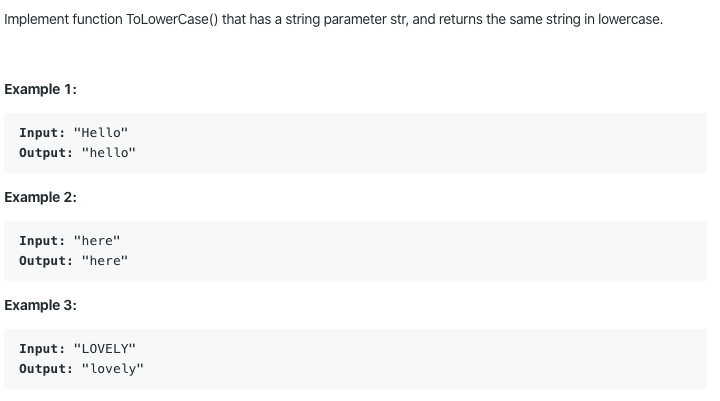 Implement function ToLowerCase() that has a string parameter str, and returns the same string in lowercase.
Example 1:
Input: "Hello"
Output: "hello"
Example 2:
Input: "here"
Output: "here"
Example 3:
Input: "LOVELY"
Output: "lovely"